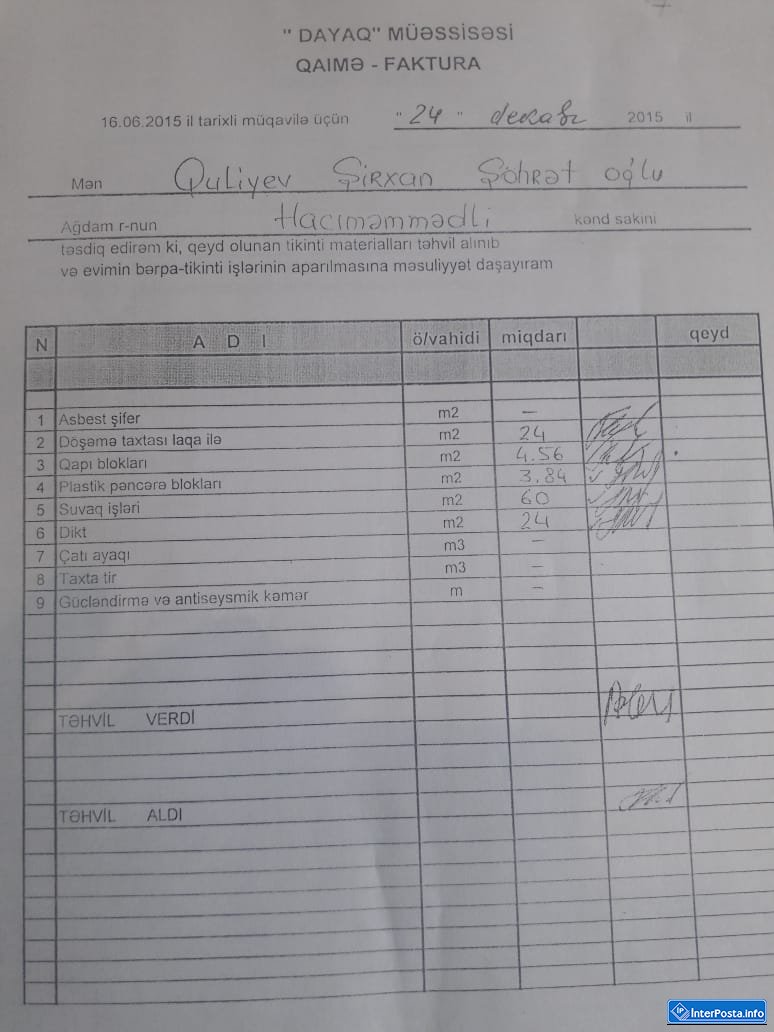 " DAYAQ" MÜƏSSİSƏSİ
QAİMƏ - FAKTURA
16.06.2015 il tarixli müqavilə üçün " 24 " декабр 2015 il
Mən Quliyev Şirxan Şöhrət oğlu
Ağdam r-nun Hacıməmmədli kənd sakini
təsdiq edirəm ki, qeyd olunan tikinti materialları təhvil alınıb
və evimin bərpa-tikinti işlərinin aparılmasına məsuliyyət daşayıram
N A D I ö/vahidi miqdarı qeyd
1 Asbest şifer m2 —
2 Döşəmə taxtası laqa ilə m2 24
3 Qapı blokları m2 4.56
4 Plastik pəncərə blokları m2 3.84
5 Suvaq işləri m2 60
6 Dikt m2 24
7 Çatı ayaqı m3 –
8 Taxta tir m3 –
9 Gücləndirmə və antiseysmik kəmər m –
TƏHVİL VERDİ
TƏHVİL ALDI
IP InterPosta.info